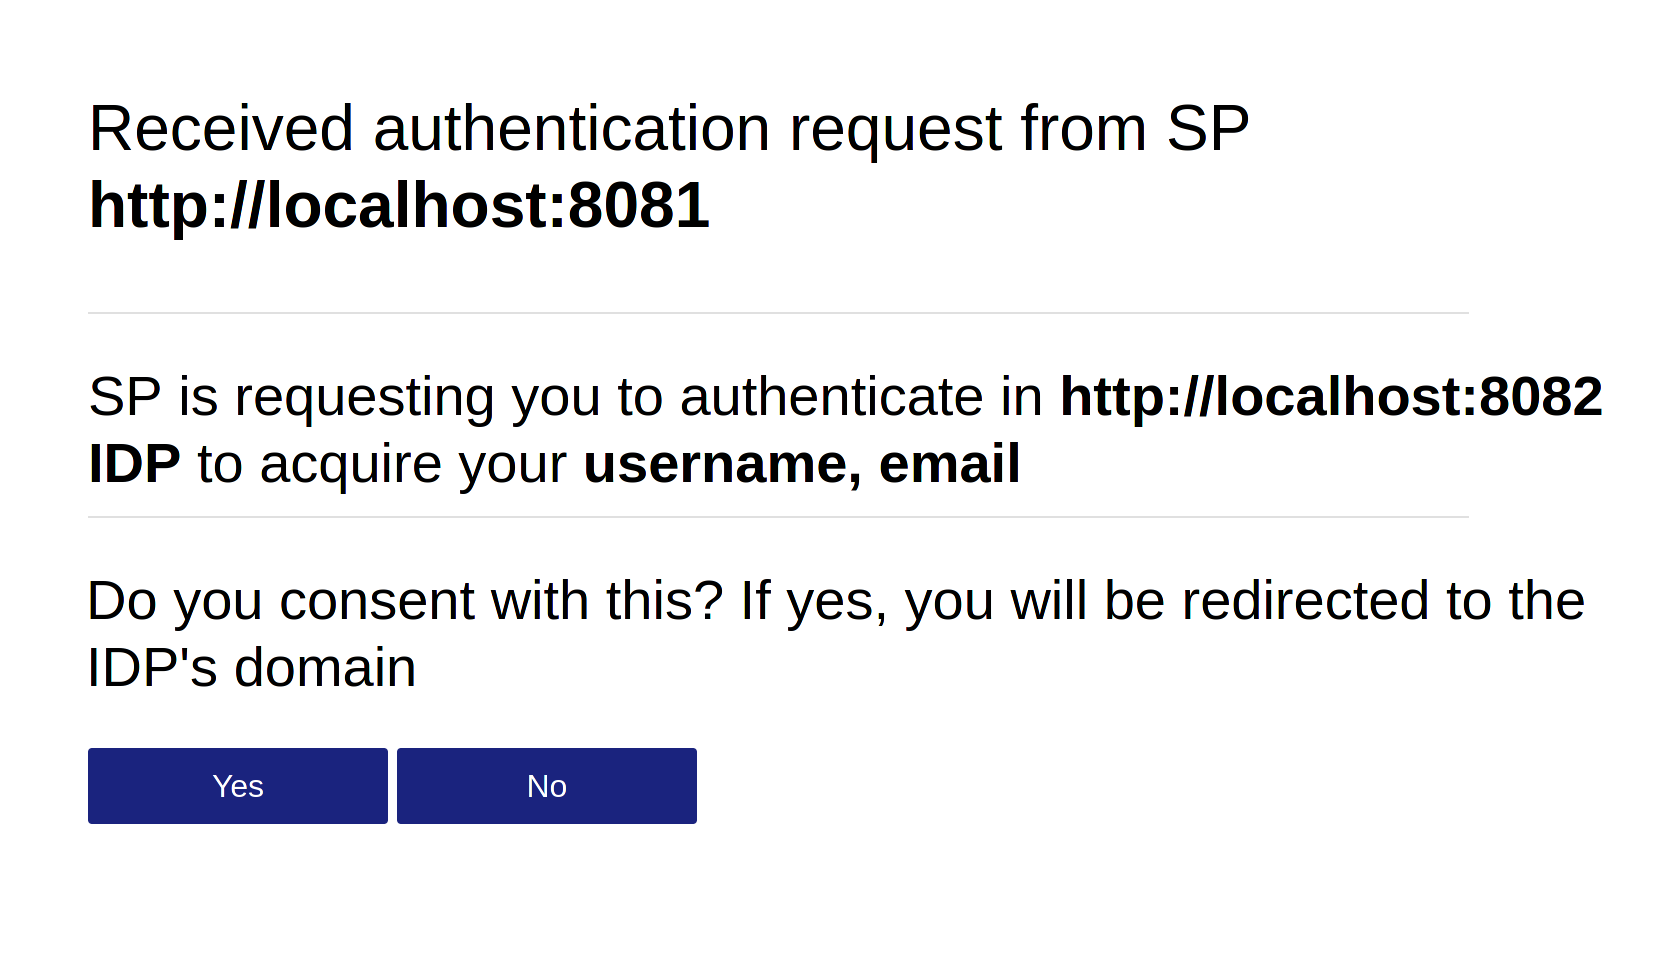 Received authentication request from SP
http://localhost:8081
SP is requesting you to authenticate in http://localhost:8082
IDP to acquire your username, email
Do you consent with this? If yes, you will be redirected to the
IDP's domain
Yes No